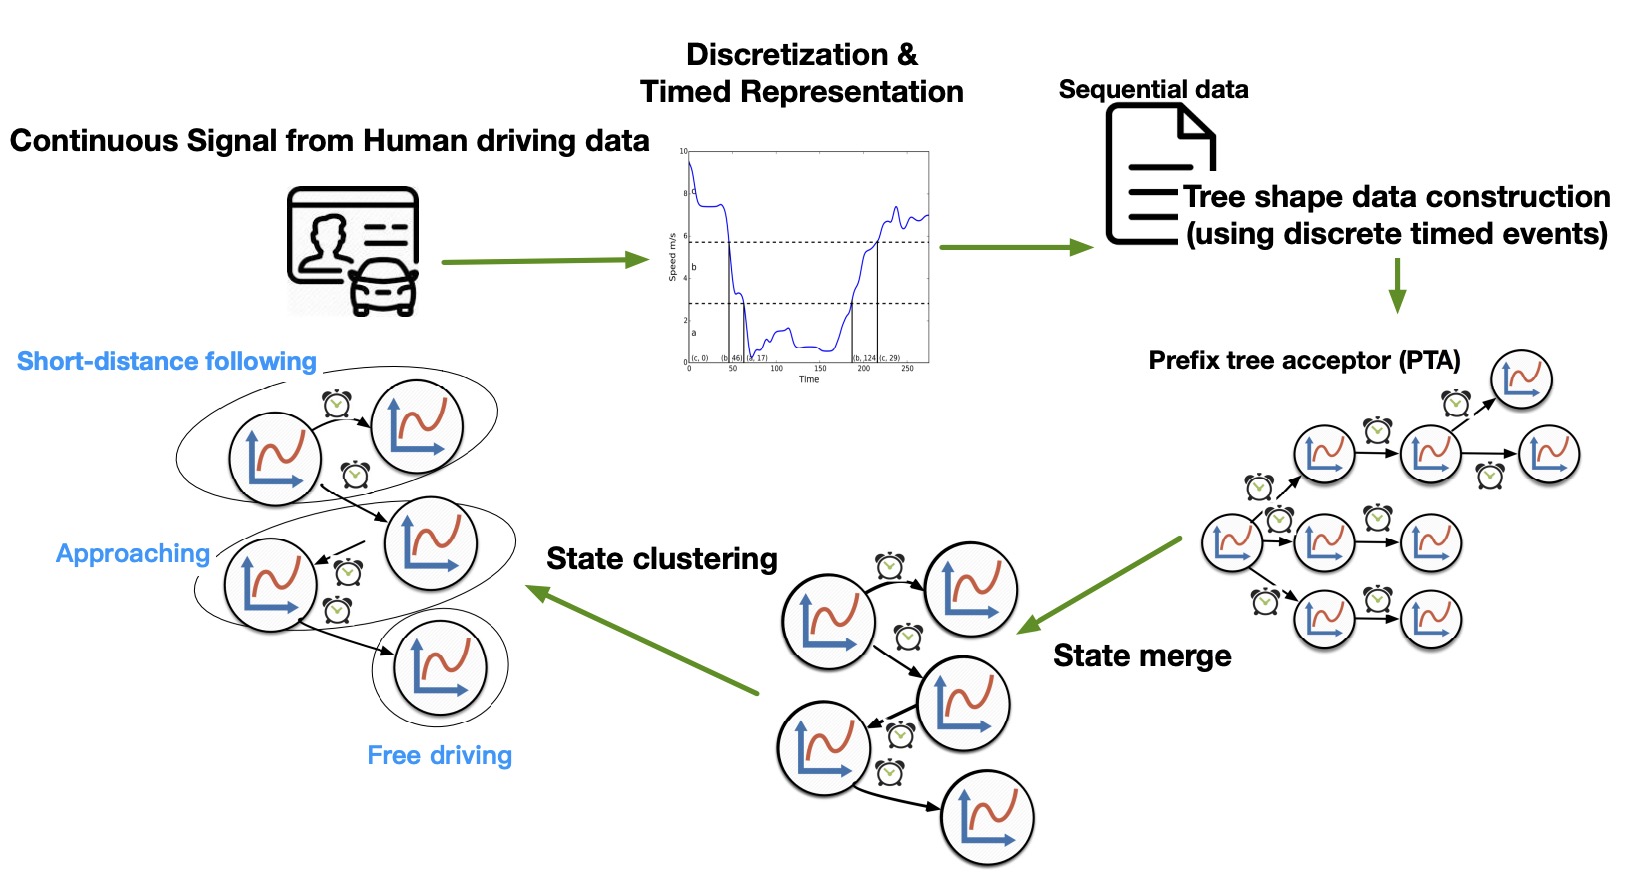 Discretization &
Timed Representation
Sequential data
Continuous Signal from Human driving data
Tree shape data construction
(using discrete timed events)
10
8
6
4
2
0
Speed m/s
c
b
a
(c, 0)
(b, 46)
(a, 17)
(b, 124)
(c, 29)
0
50
100
150
200
250
Time
Short-distance following
Prefix tree acceptor (PTA)
Approaching
State clustering
State merge
Free driving